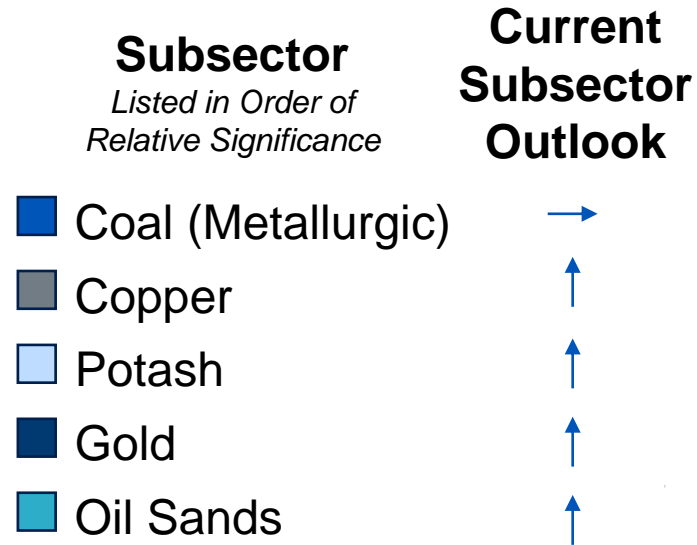 Subsector
Listed in Order of
Relative Significance
Current
Subsector
Outlook
Coal (Metallurgic)
Copper
Potash
Gold
Oil Sands